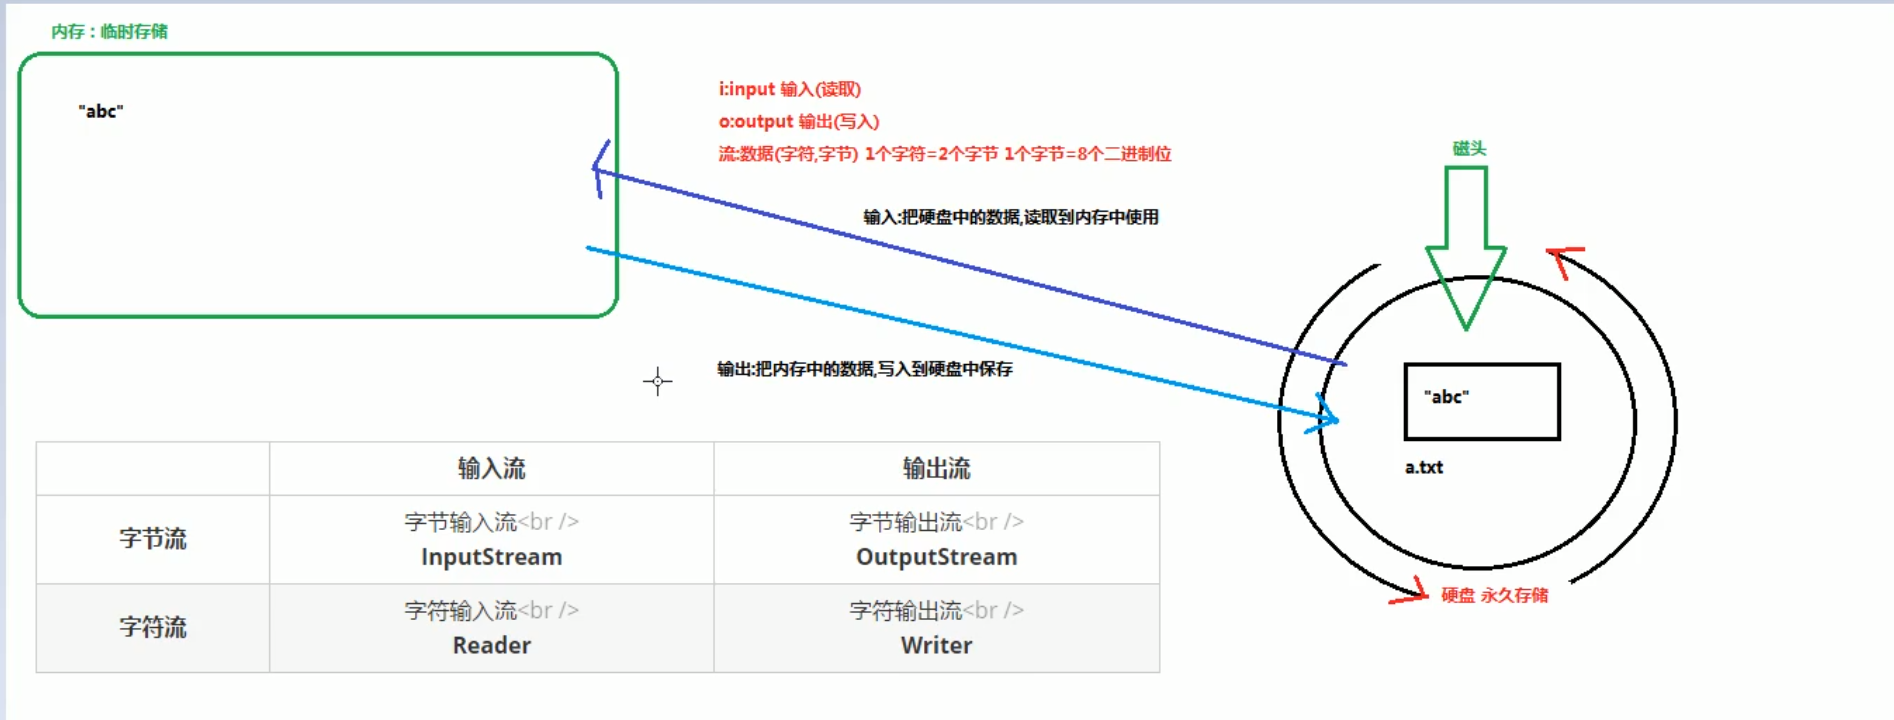 内存：临时存储
"abc"
i:input 输入(读取)
o:output 输出(写入)
流:数据(字符,字节) 1个字符=2个字节 1个字节=8个二进制位
磁头
输入:把硬盘中的数据,读取到内存中使用
输出:把内存中的数据,写入到硬盘中保存
"abc"
a.txt
硬盘 永久存储
输入流 输出流
字节流
字节输入流<br />
InputStream
字节输出流<br />
OutputStream
字符流
字符输入流<br />
Reader
字符输出流<br />
Writer